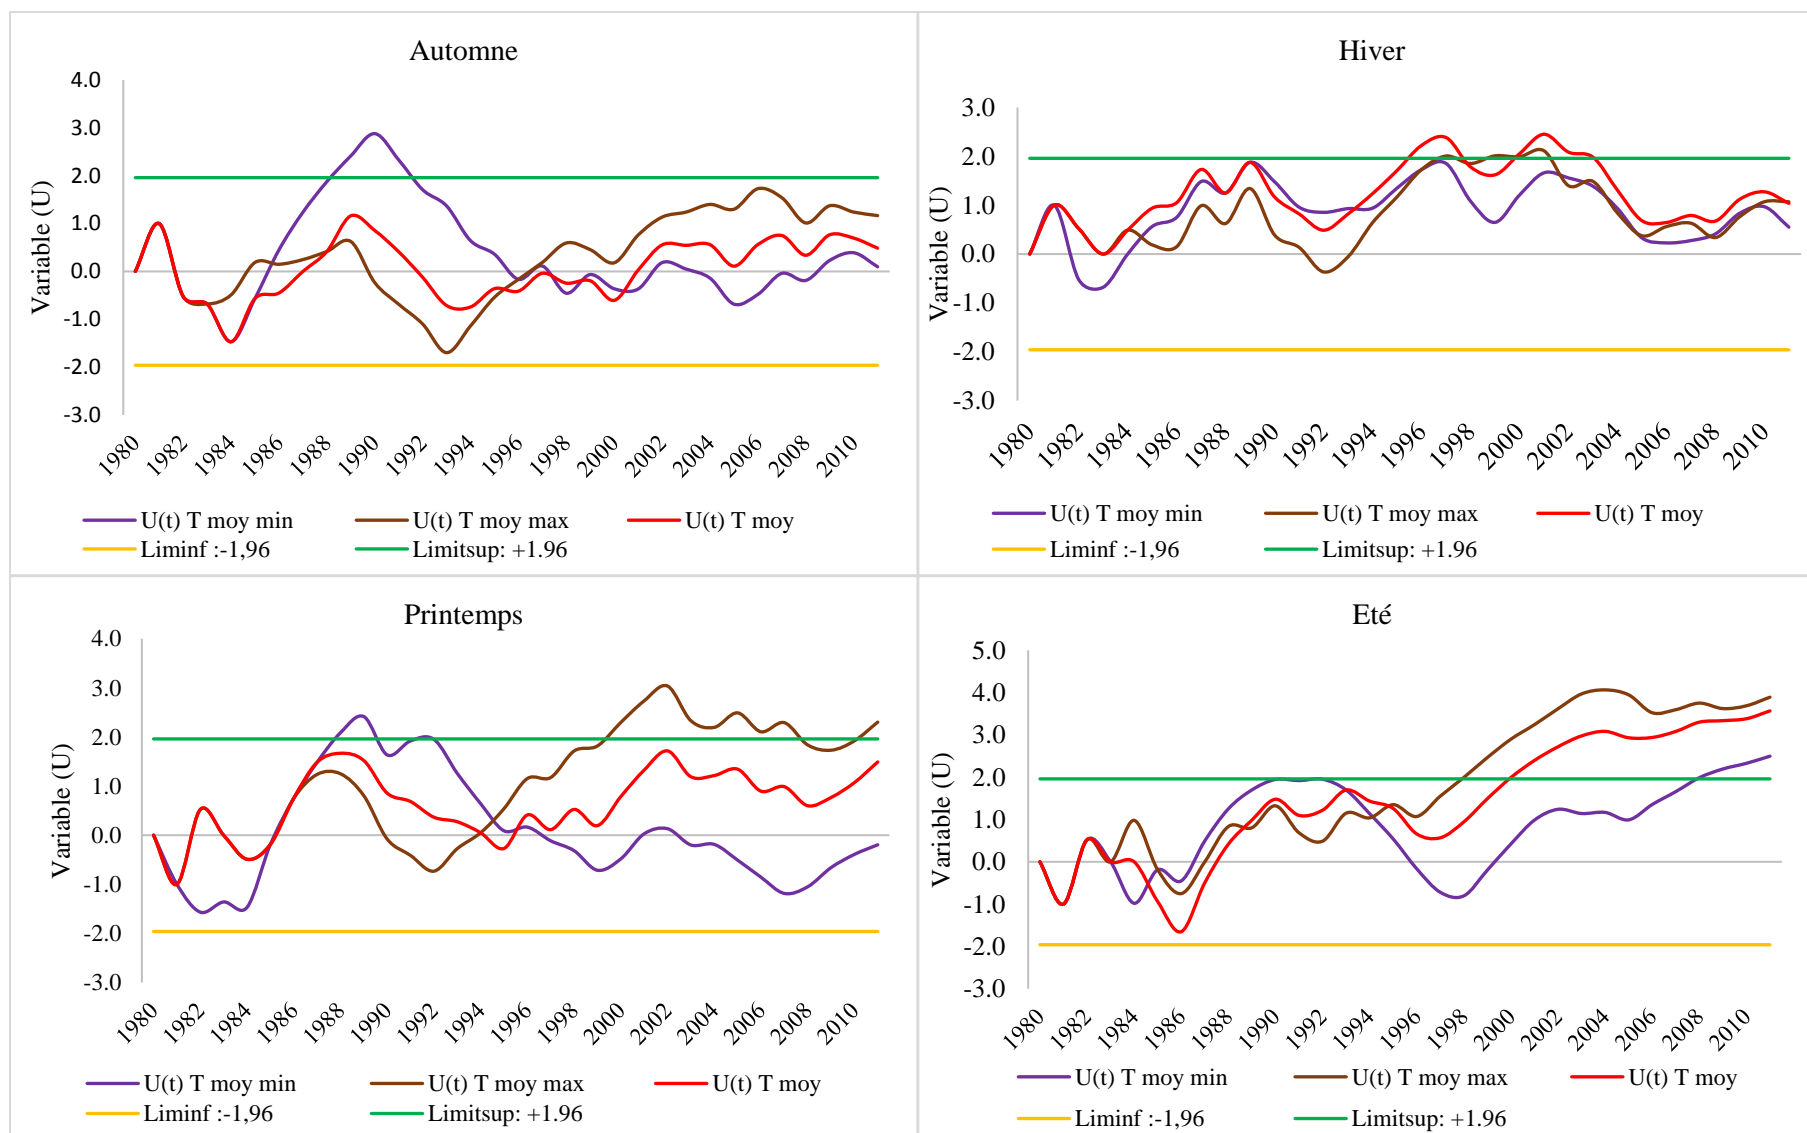 Automne
Variable (U)
4.0
3.0
2.0
1.0
0.0
-1.0
-2.0
-3.0
1980 1982 1984 1986 1988 1990 1992 1994 1996 1998 2000 2002 2004 2006 2008 2010
U(t) T moy min U(t) T moy max U(t) T moy
Liminf :-1,96 Limitsup: +1.96
Hiver
Variable (U)
3.0
2.0
1.0
0.0
-1.0
-2.0
-3.0
1980 1982 1984 1986 1988 1990 1992 1994 1996 1998 2000 2002 2004 2006 2008 2010
U(t) T moy min U(t) T moy max U(t) T moy
Liminf :-1,96 Limitsup: +1.96
Printemps
Variable (U)
4.0
3.0
2.0
1.0
0.0
-1.0
-2.0
-3.0
1980 1982 1984 1986 1988 1990 1992 1994 1996 1998 2000 2002 2004 2006 2008 2010
U(t) T moy min U(t) T moy max U(t) T moy
Liminf :-1,96 Limitsup: +1.96
Eté
Variable (U)
5.0
4.0
3.0
2.0
1.0
0.0
-1.0
-2.0
-3.0
1980 1982 1984 1986 1988 1990 1992 1994 1996 1998 2000 2002 2004 2006 2008 2010
U(t) T moy min U(t) T moy max U(t) T moy
Liminf :-1,96 Limitsup: +1.96